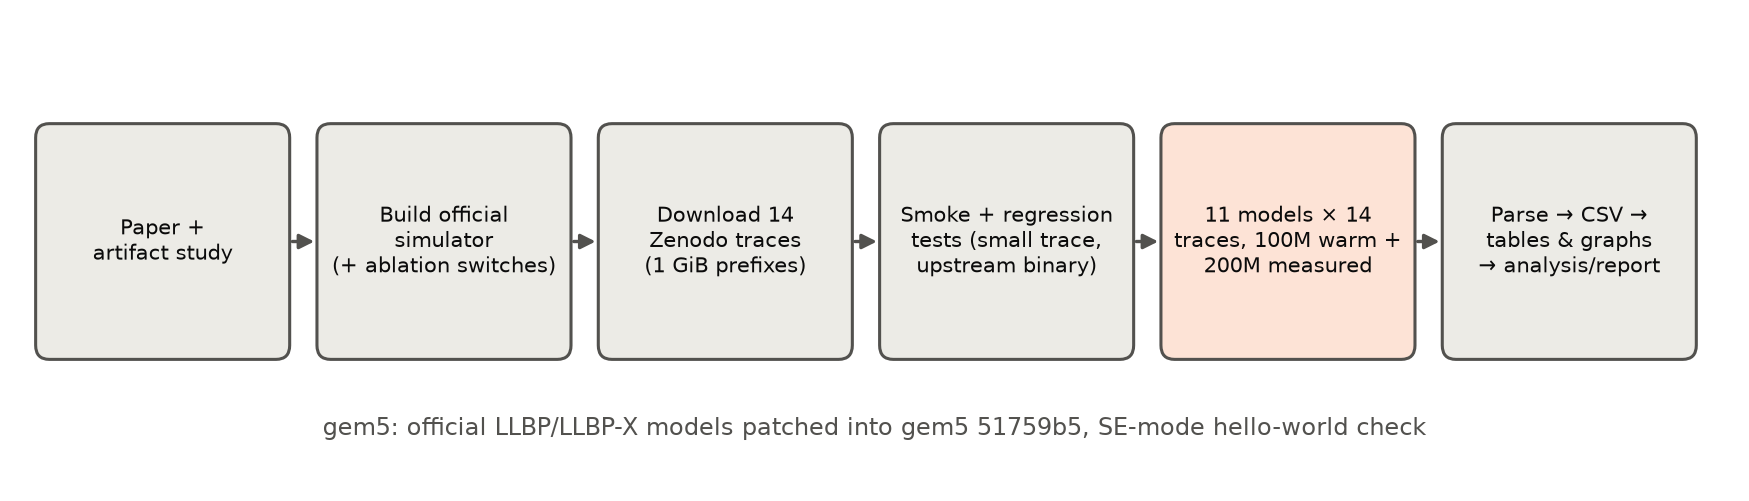 Paper +
artifact study
Build official
simulator
(+ ablation switches)
Download 14
Zenodo traces
(1 GiB prefixes)
Smoke + regression
tests (small trace,
upstream binary)
11 models × 14
traces, 100M warm +
200M measured
Parse → CSV →
tables & graphs
→ analysis/report
gem5: official LLBP/LLBP-X models patched into gem5 51759b5, SE-mode hello-world check